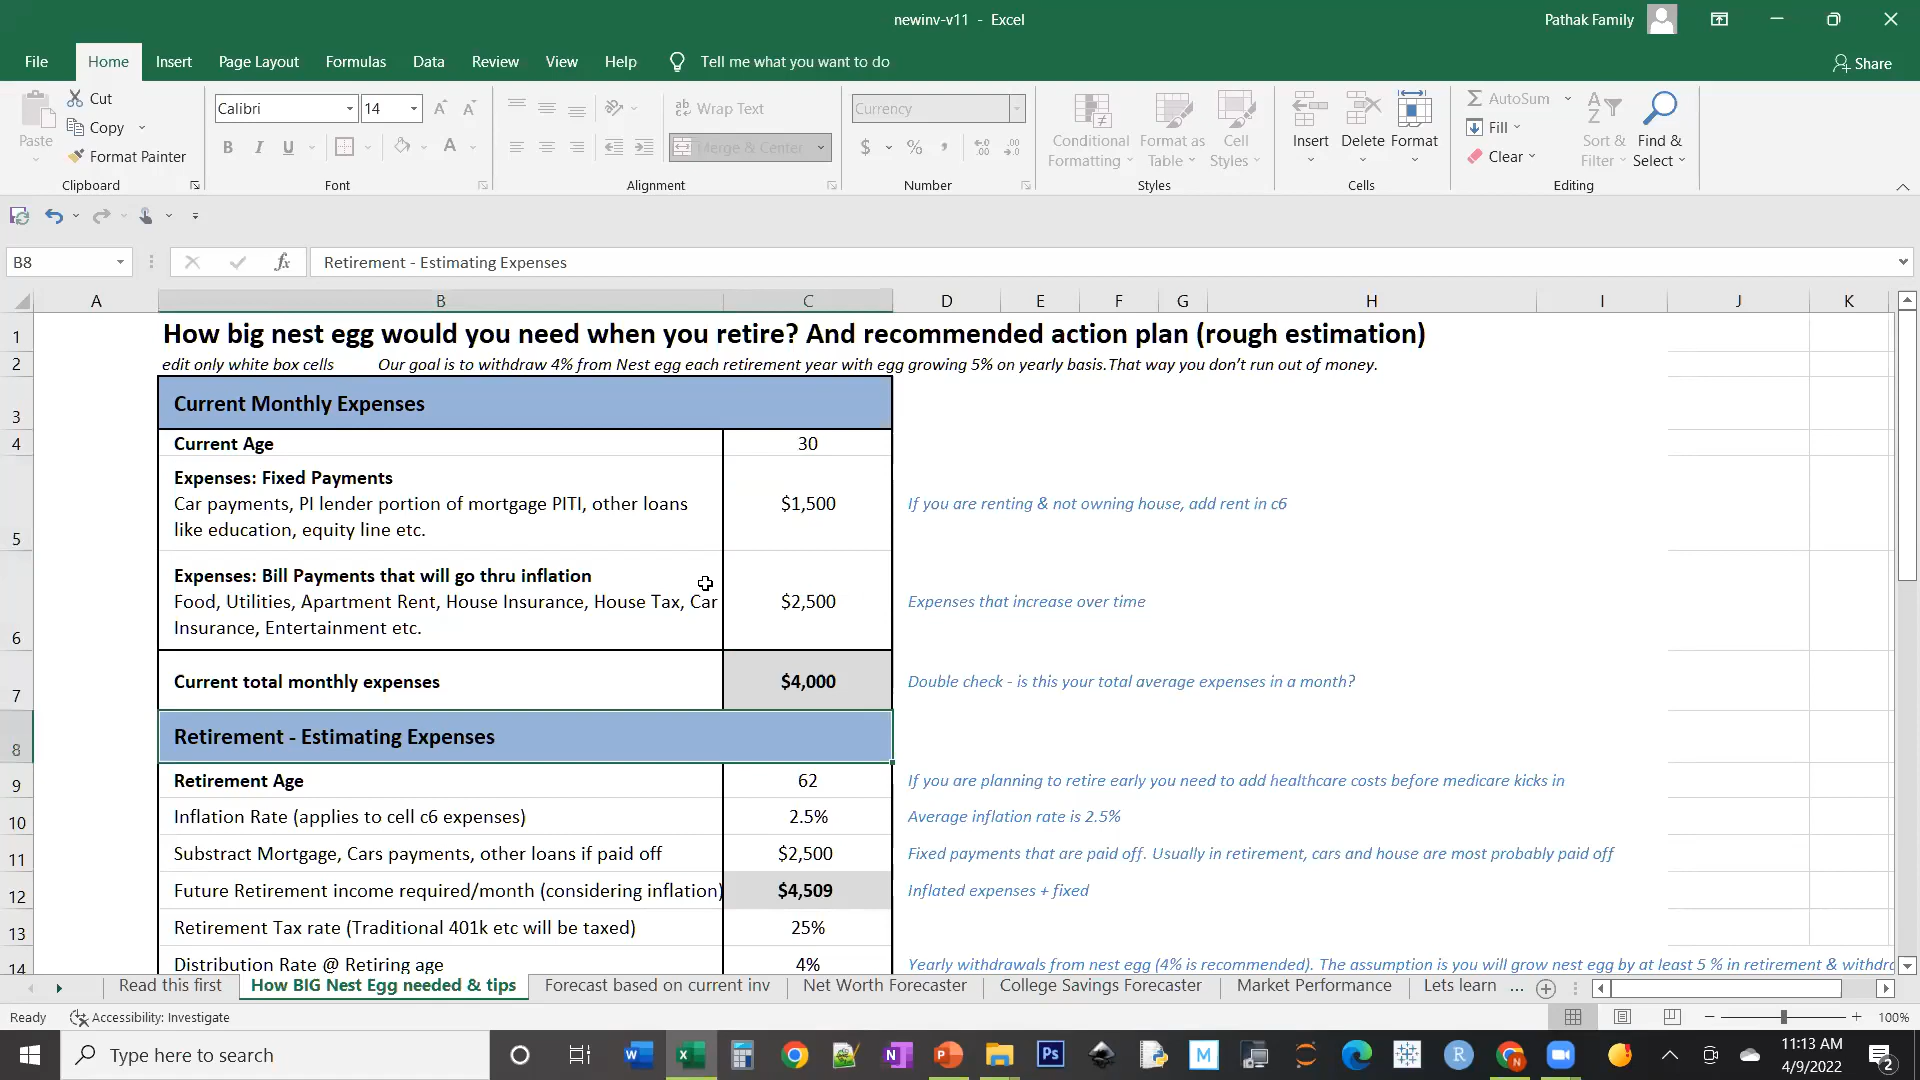 newinv-v11 - Excel
Pathak Family
File Home Insert Page Layout Formulas Data Review View Help Tell me what you want to do
Share
Paste
Cut
Copy
Format Painter
Clipboard
Calibri 14
B I U
Font
Wrap Text
Merge & Center
Alignment
Currency
$ % ,
Number
Conditional Formatting
Format as Table
Cell Styles
Styles
Insert Delete Format
Cells
AutoSum
Fill
Clear
Sort & Filter
Find & Select
Editing
B8
fx
Retirement - Estimating Expenses
A B C D E F G H I J K
1 How big nest egg would you need when you retire? And recommended action plan (rough estimation)
2 edit only white box cells Our goal is to withdraw 4% from Nest egg each retirement year with egg growing 5% on yearly basis.That way you don't run out of money.
3 Current Monthly Expenses
4 Current Age 30
Expenses: Fixed Payments
Car payments, PI lender portion of mortgage PITI, other loans $1,500 If you are renting & not owning house, add rent in c6
5 like education, equity line etc.
Expenses: Bill Payments that will go thru inflation
Food, Utilities, Apartment Rent, House Insurance, House Tax, Car $2,500 Expenses that increase over time
6 Insurance, Entertainment etc.
7 Current total monthly expenses $4,000 Double check - is this your total average expenses in a month?
8 Retirement - Estimating Expenses
9 Retirement Age 62 If you are planning to retire early you need to add healthcare costs before medicare kicks in
10 Inflation Rate (applies to cell c6 expenses) 2.5% Average inflation rate is 2.5%
11 Substract Mortgage, Cars payments, other loans if paid off $2,500 Fixed payments that are paid off. Usually in retirement, cars and house are most probably paid off
12 Future Retirement income required/month (considering inflation) $4,509 Inflated expenses + fixed
13 Retirement Tax rate (Traditional 401k etc will be taxed) 25%
14 Distribution Rate @ Retiring age 4% Yearly withdrawals from nest egg (4% is recommended). The assumption is you will grow nest egg by at least 5 % in retirement & withdr
Read this first How BIG Nest Egg needed & tips Forecast based on current inv Net Worth Forecaster College Savings Forecaster Market Performance Lets learn ...
Ready Accessibility: Investigate 100%
Type here to search
11:13 AM
4/9/2022
2